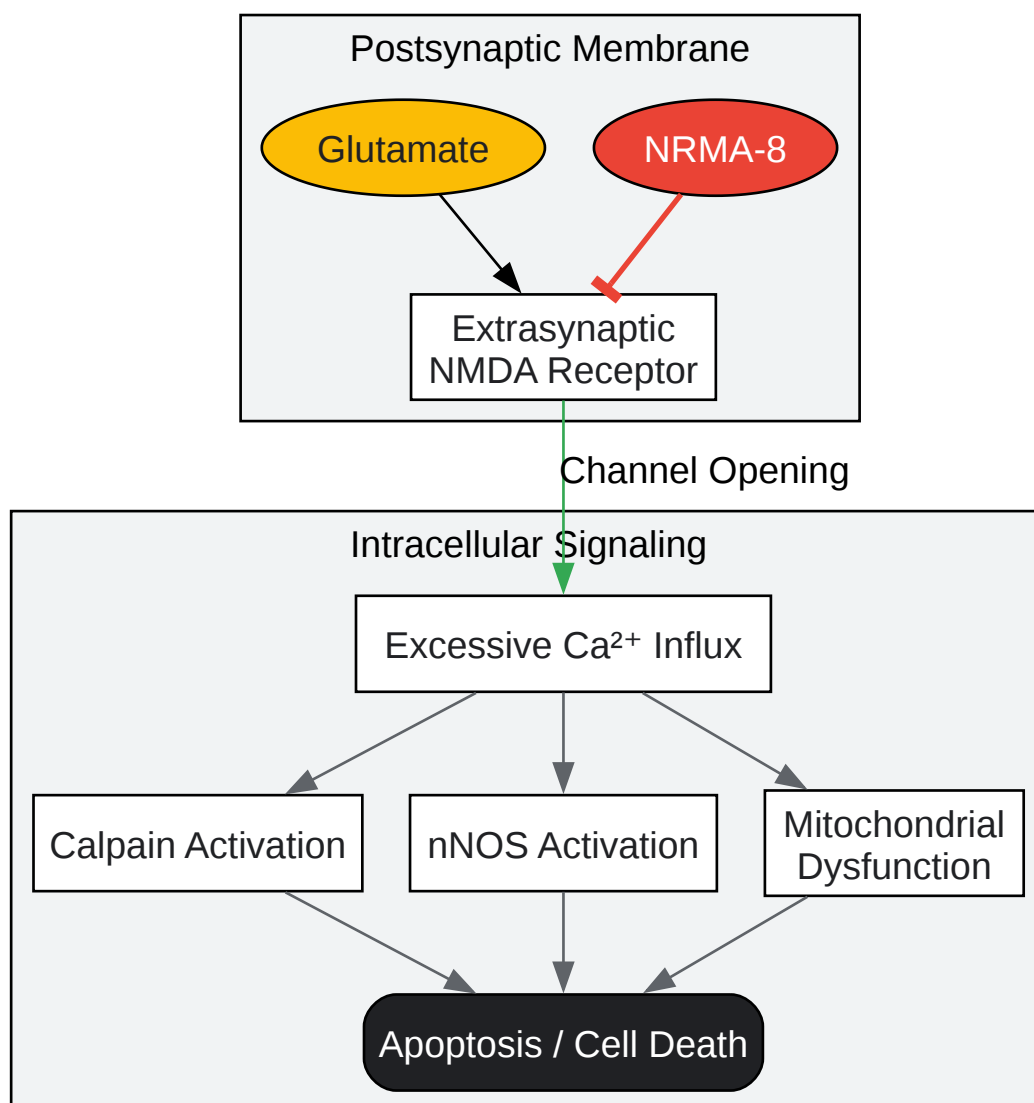 Postsynaptic Membrane
Glutamate
NRMA-8
Extrasynaptic
NMDA Receptor
Channel Opening
Intracellular Signaling
Excessive Ca²⁺ Influx
Calpain Activation
nNOS Activation
Mitochondrial
Dysfunction
Apoptosis / Cell Death